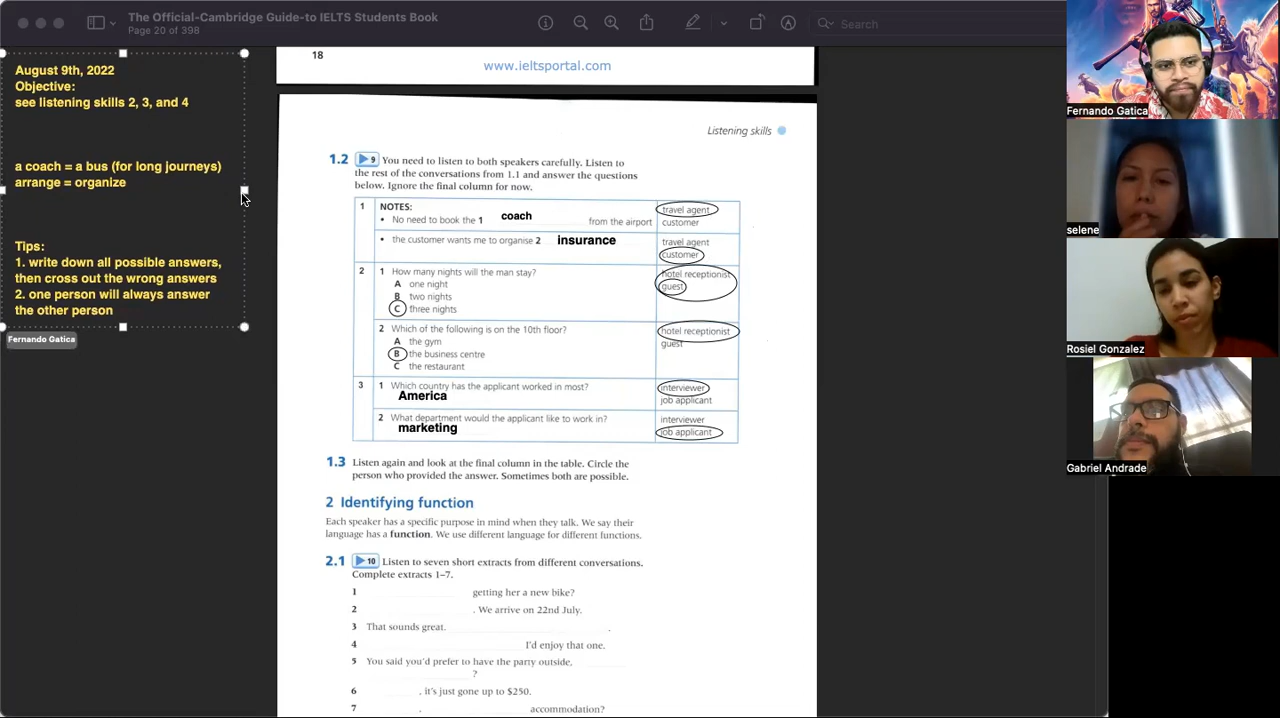 The Official-Cambridge Guide-to IELTS Students Book
Page 20 of 398
Search
August 9th, 2022
Objective:
see listening skills 2, 3, and 4
a coach = a bus (for long journeys)
arrange = organize
Tips:
1. write down all possible answers,
then cross out the wrong answers
2. one person will always answer
the other person
Fernando Gatica
18
www.ieltsportal.com
Listening skills
1.2 9 You need to listen to both speakers carefully. Listen to
the rest of the conversations from 1.1 and answer the questions
below. Ignore the final column for now.
1 NOTES:
• No need to book the 1 coach from the airport
travel agent
customer
• the customer wants me to organise 2 insurance
travel agent
customer
2 1 How many nights will the man stay?
A one night
B two nights
C three nights
hotel receptionist
guest
2 Which of the following is on the 10th floor?
A the gym
B the business centre
C the restaurant
hotel receptionist
guest
3 1 Which country has the applicant worked in most?
America
interviewer
job applicant
2 What department would the applicant like to work in?
marketing
interviewer
job applicant
1.3 Listen again and look at the final column in the table. Circle the
person who provided the answer. Sometimes both are possible.
2 Identifying function
Each speaker has a specific purpose in mind when they talk. We say their
language has a function. We use different language for different functions.
2.1 10 Listen to seven short extracts from different conversations.
Complete extracts 1–7.
1 getting her a new bike?
2 . We arrive on 22nd July.
3 That sounds great. .
4 I'd enjoy that one.
5 You said you'd prefer to have the party outside,
?
6 , it's just gone up to $250.
7 , accommodation?
Fernando Gatica
selene
Rosiel Gonzalez
Gabriel Andrade